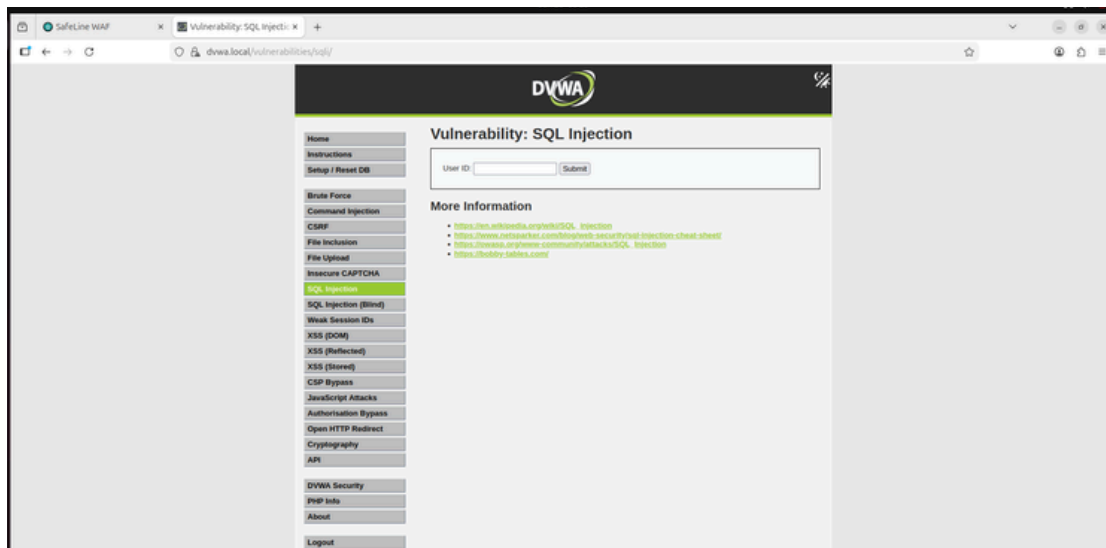 SafeLine WAF
Vulnerability: SQL Injectic
dvwa.local/vulnerabilities/sqli/
DVWA
Home
Instructions
Setup / Reset DB
Brute Force
Command Injection
CSRF
File Inclusion
File Upload
Insecure CAPTCHA
SQL Injection
SQL Injection (Blind)
Weak Session IDs
XSS (DOM)
XSS (Reflected)
XSS (Stored)
CSP Bypass
JavaScript Attacks
Authorisation Bypass
Open HTTP Redirect
Cryptography
API
DVWA Security
PHP Info
About
Logout
Vulnerability: SQL Injection
User ID: Submit
More Information
https://en.wikipedia.org/wiki/SQL_injection
https://www.netsparker.com/blog/web-security/sql-injection-cheat-sheet/
https://owasp.org/www-community/attacks/SQL_Injection
https://bobby-tables.com/